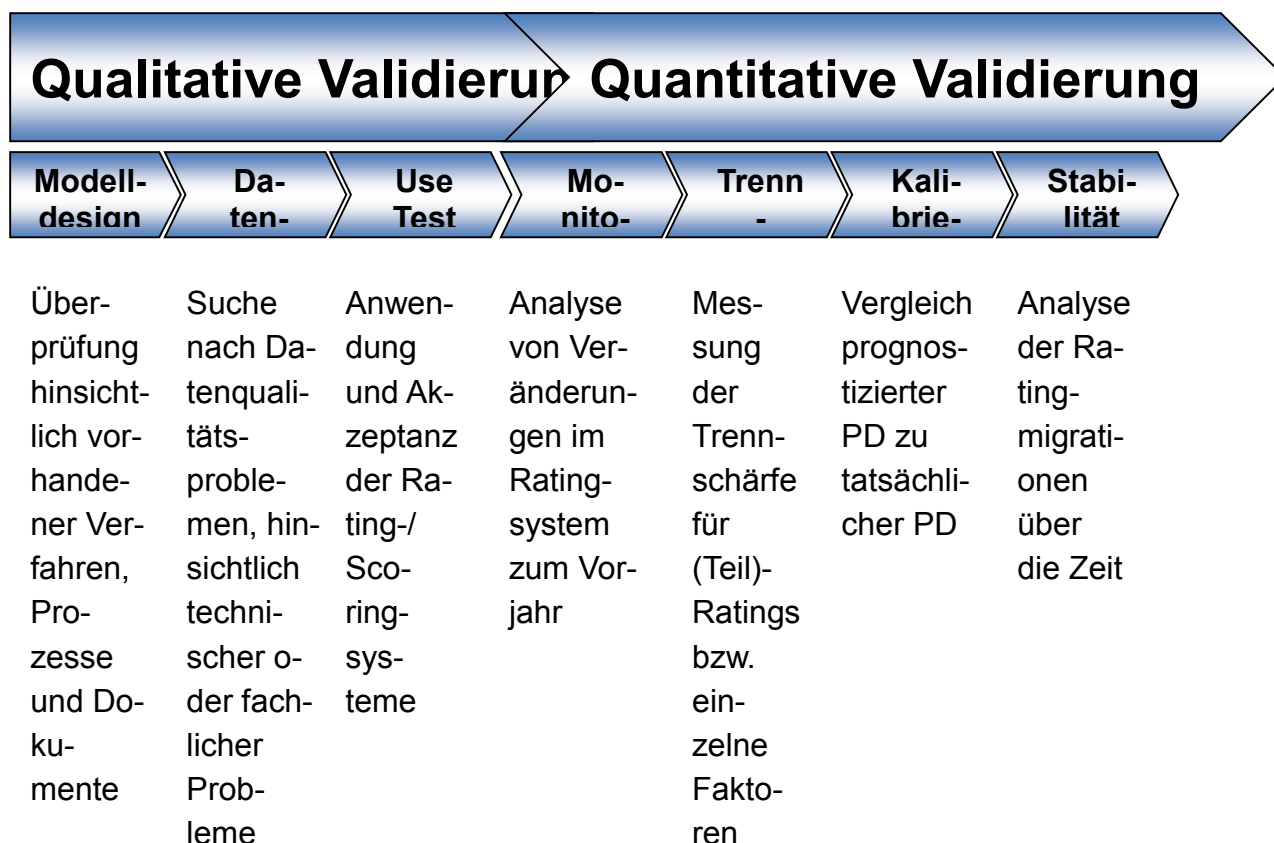 Qualitative Validierun
Quantitative Validierung
Modell-
design
Da-
ten-
Use
Test
Mo-
nito-
Trenn
-
Kali-
brie-
Stabi-
lität
Über-
prüfung
hinsicht-
lich vor-
hande-
ner Ver-
fahren,
Pro-
zesse
und Do-
ku-
mente
Suche
nach Da-
tenquali-
täts-
proble-
men, hin-
sichtlich
techni-
scher o-
der fach-
licher
Prob-
leme
Anwen-
dung
und Ak-
zeptanz
der Ra-
ting-/
Sco-
ring-
sys-
teme
Analyse
von Ver-
änderun-
gen im
Rating-
system
zum Vor-
jahr
Mes-
sung
der
Trenn-
schärfe
für
(Teil)-
Ratings
bzw.
ein-
zelne
Fakto-
ren
Vergleich
prognos-
tizierter
PD zu
tatsächli-
cher PD
Analyse
der Ra-
ting-
migrati-
onen
über
die Zeit